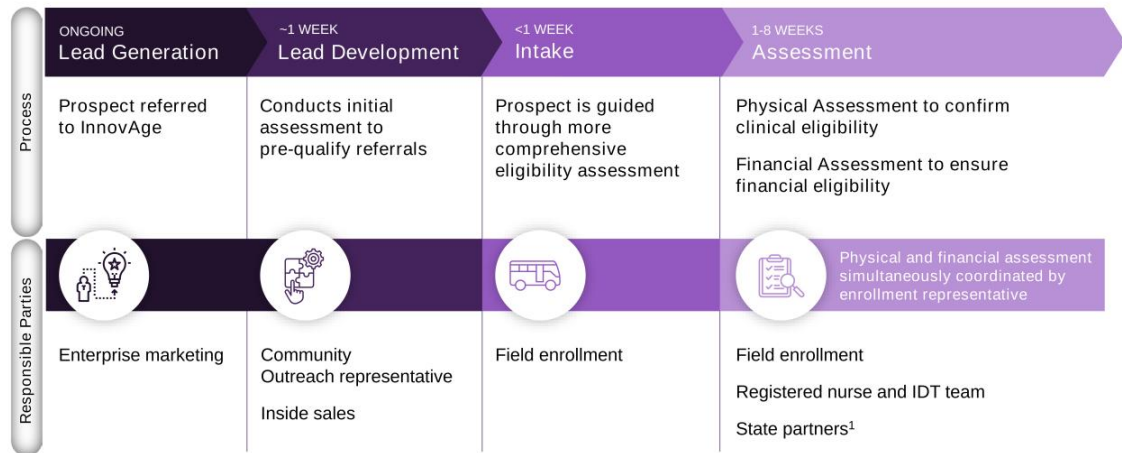 ONGOING
Lead Generation
~1 WEEK
Lead Development
<1 WEEK
Intake
1-8 WEEKS
Assessment
Process
Prospect referred
to InnovAge
Conducts initial
assessment to
pre-qualify referrals
Prospect is guided
through more
comprehensive
eligibility assessment
Physical Assessment to confirm
clinical eligibility
Financial Assessment to ensure
financial eligibility
Responsible Parties
Physical and financial assessment
simultaneously coordinated by
enrollment representative
Enterprise marketing
Community
Outreach representative
Inside sales
Field enrollment
Field enrollment
Registered nurse and IDT team
State partners¹